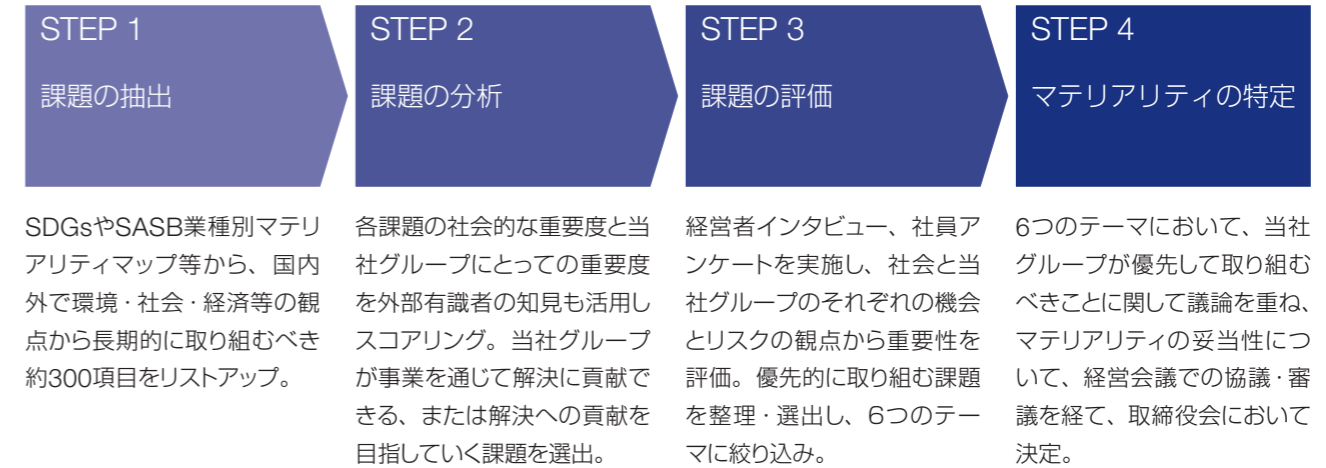 STEP 1
課題の抽出
SDGsやSASB業種別マテリ
アリティマップ等から、国内
外で環境・社会・経済等の観
点から長期的に取り組むべき
約300項目をリストアップ。
STEP 2
課題の分析
各課題の社会的な重要度と当
社グループにとっての重要度
を外部有識者の知見も活用し
スコアリング。当社グループ
が事業を通じて解決に貢献で
きる、または解決への貢献を
目指していく課題を選出。
STEP 3
課題の評価
経営者インタビュー、社員ア
ンケートを実施し、社会と当
社グループのそれぞれの機会
とリスクの観点から重要性を
評価。優先的に取り組む課題
を整理・選出し、6つのテー
マに絞り込み。
STEP 4
マテリアリティの特定
6つのテーマにおいて、当社
グループが優先して取り組む
べきことに関して議論を重ね、
マテリアリティの妥当性につ
いて、経営会議での協議・審
議を経て、取締役会において
決定。